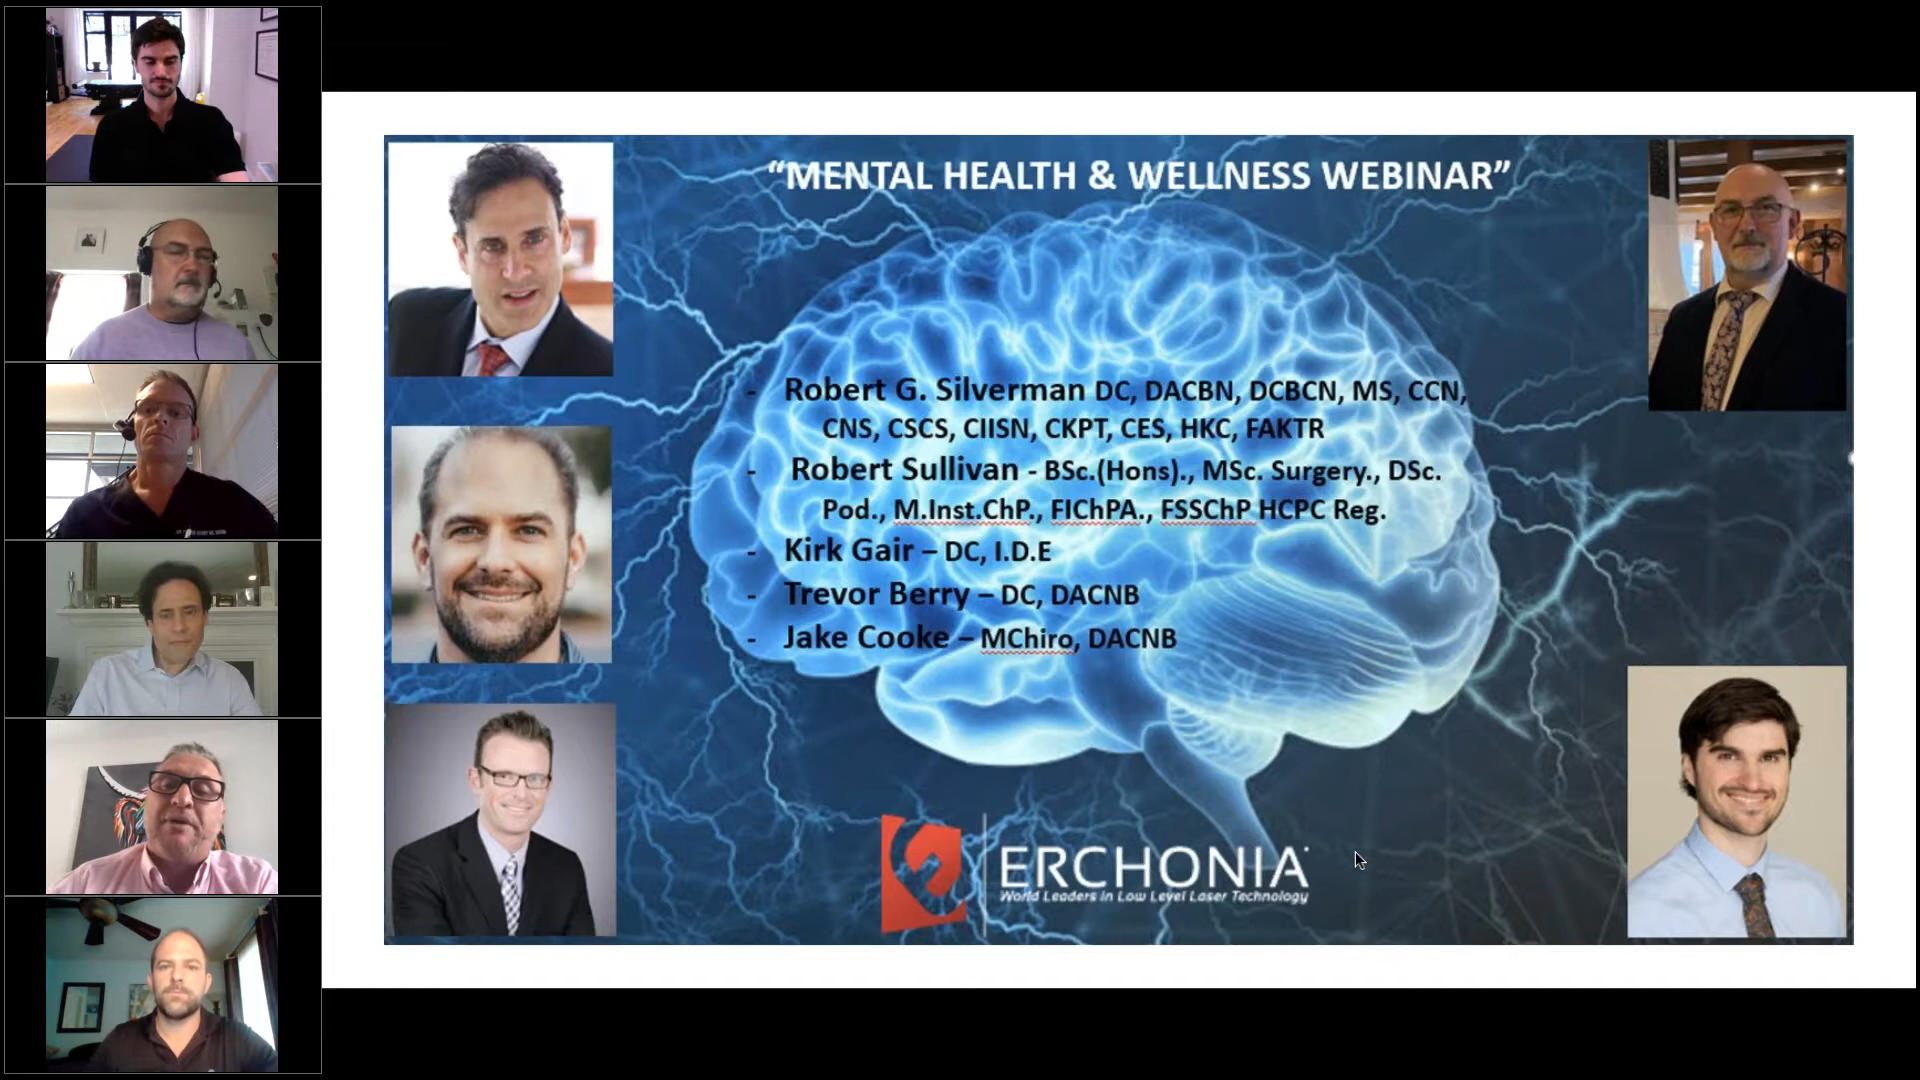 “MENTAL HEALTH & WELLNESS WEBINAR”
- Robert G. Silverman DC, DACBN, DCBCN, MS, CCN,
CNS, CSCS, CIISN, CKPT, CES, HKC, FAKTR
- Robert Sullivan - BSc.(Hons)., MSc. Surgery., DSc.
Pod., M.Inst.ChP., FIChPA., FSSChP HCPC Reg.
- Kirk Gair – DC, I.D.E
- Trevor Berry – DC, DACNB
- Jake Cooke – MChiro, DACNB
ERCHONIA
World Leaders in Low Level Laser Technology